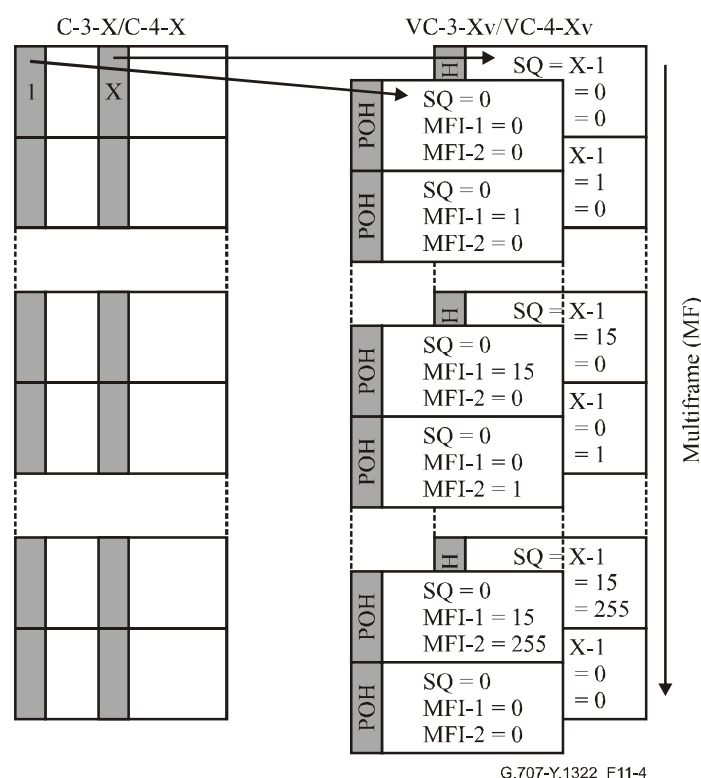 C-3-X/C-4-X
VC-3-Xv/VC-4-Xv
1
X
H
SQ = X-1
= 0
= 0
POH
SQ = 0
MFI-1 = 0
MFI-2 = 0
X-1
= 1
= 0
POH
SQ = 0
MFI-1 = 1
MFI-2 = 0
H
SQ = X-1
= 15
= 0
POH
SQ = 0
MFI-1 = 15
MFI-2 = 0
X-1
= 0
= 1
POH
SQ = 0
MFI-1 = 0
MFI-2 = 1
H
SQ = X-1
= 15
= 255
POH
SQ = 0
MFI-1 = 15
MFI-2 = 255
X-1
= 0
= 0
POH
SQ = 0
MFI-1 = 0
MFI-2 = 0
Multiframe (MF)
G.707-Y.1322_F11-4